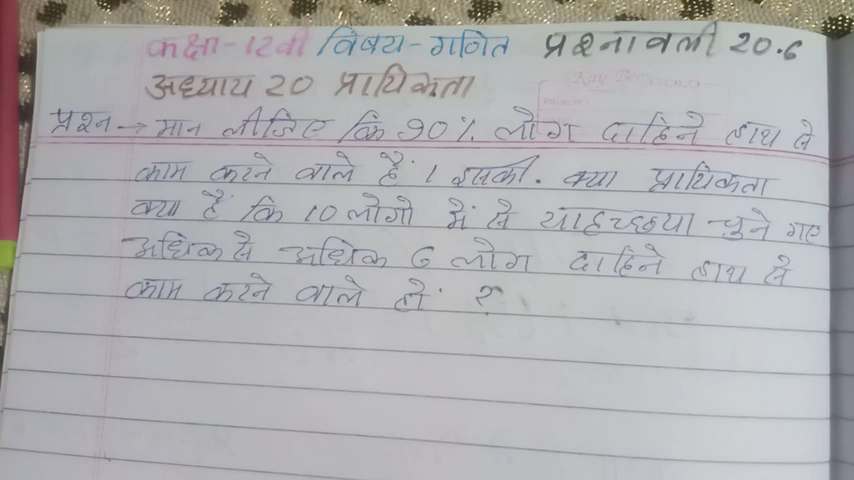 कक्षा-12वी विषय-गणित प्रश्नावली 20.6
अध्याय 20 प्रायिकता
प्रश्न → मान लीजिए कि 90% लोग दाहिने हाथ से
काम करने वाले हैं। इसकी. क्या प्रायिकता
क्या है कि 10 लोगो में से यादृच्छया चुने गए
अधिक से अधिक 6 लोग दाहिने हाथ से
काम करने वाले हों ?